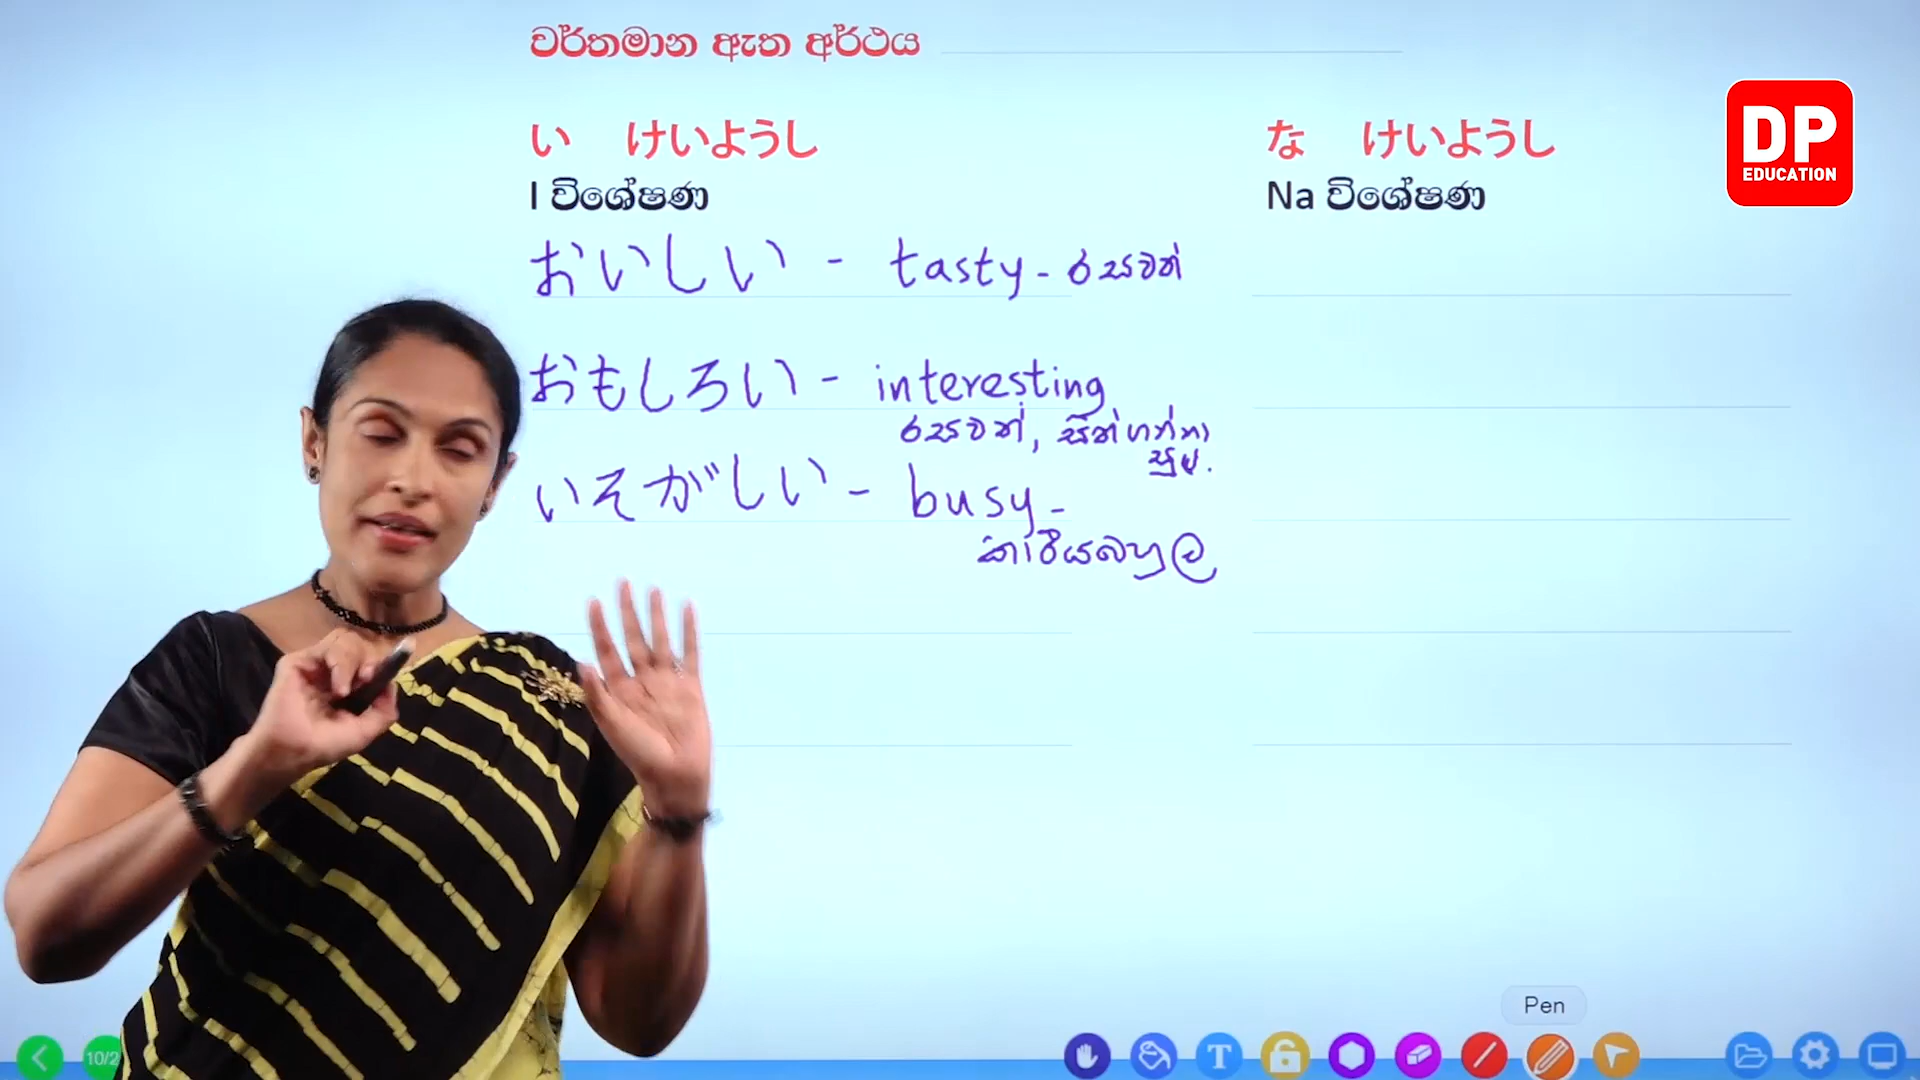 වර්තමාන ඇත අර්ථය
い けいようし
な けいようし
I විශේෂණ
Na විශේෂණ
おいしい - tasty - රසවත්
おもしろい - interesting
රසවත්, සිත් ගන්නා
සුළු.
いそがしい - busy -
කාර්යබහුල
DP
EDUCATION
Pen
10/2
T